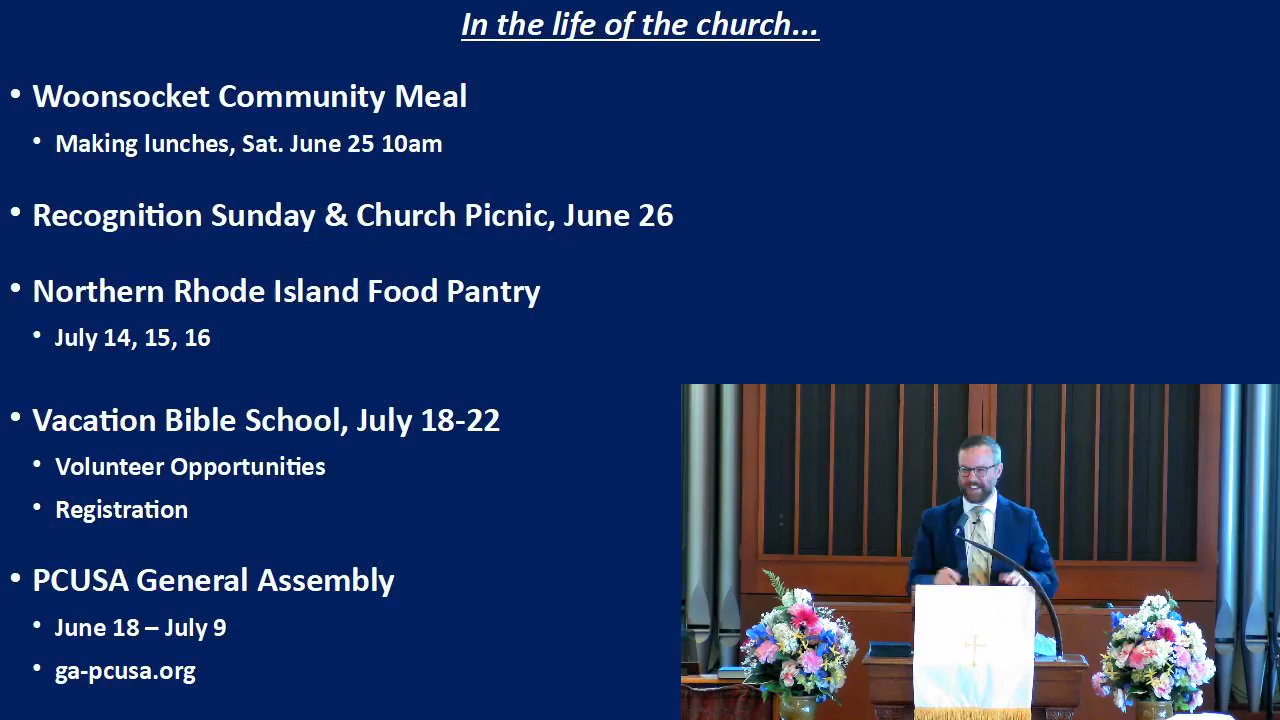 In the life of the church...
• Woonsocket Community Meal
• Making lunches, Sat. June 25 10am
• Recognition Sunday & Church Picnic, June 26
• Northern Rhode Island Food Pantry
• July 14, 15, 16
• Vacation Bible School, July 18-22
• Volunteer Opportunities
• Registration
• PCUSA General Assembly
• June 18 – July 9
• ga-pcusa.org